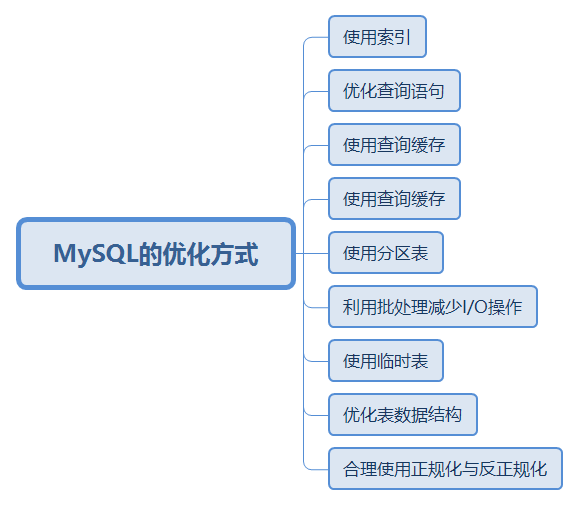 使用索引
优化查询语句
使用查询缓存
使用查询缓存
MySQL的优化方式
使用分区表
利用批处理减少I/O操作
使用临时表
优化表数据结构
合理使用正规化与反正规化